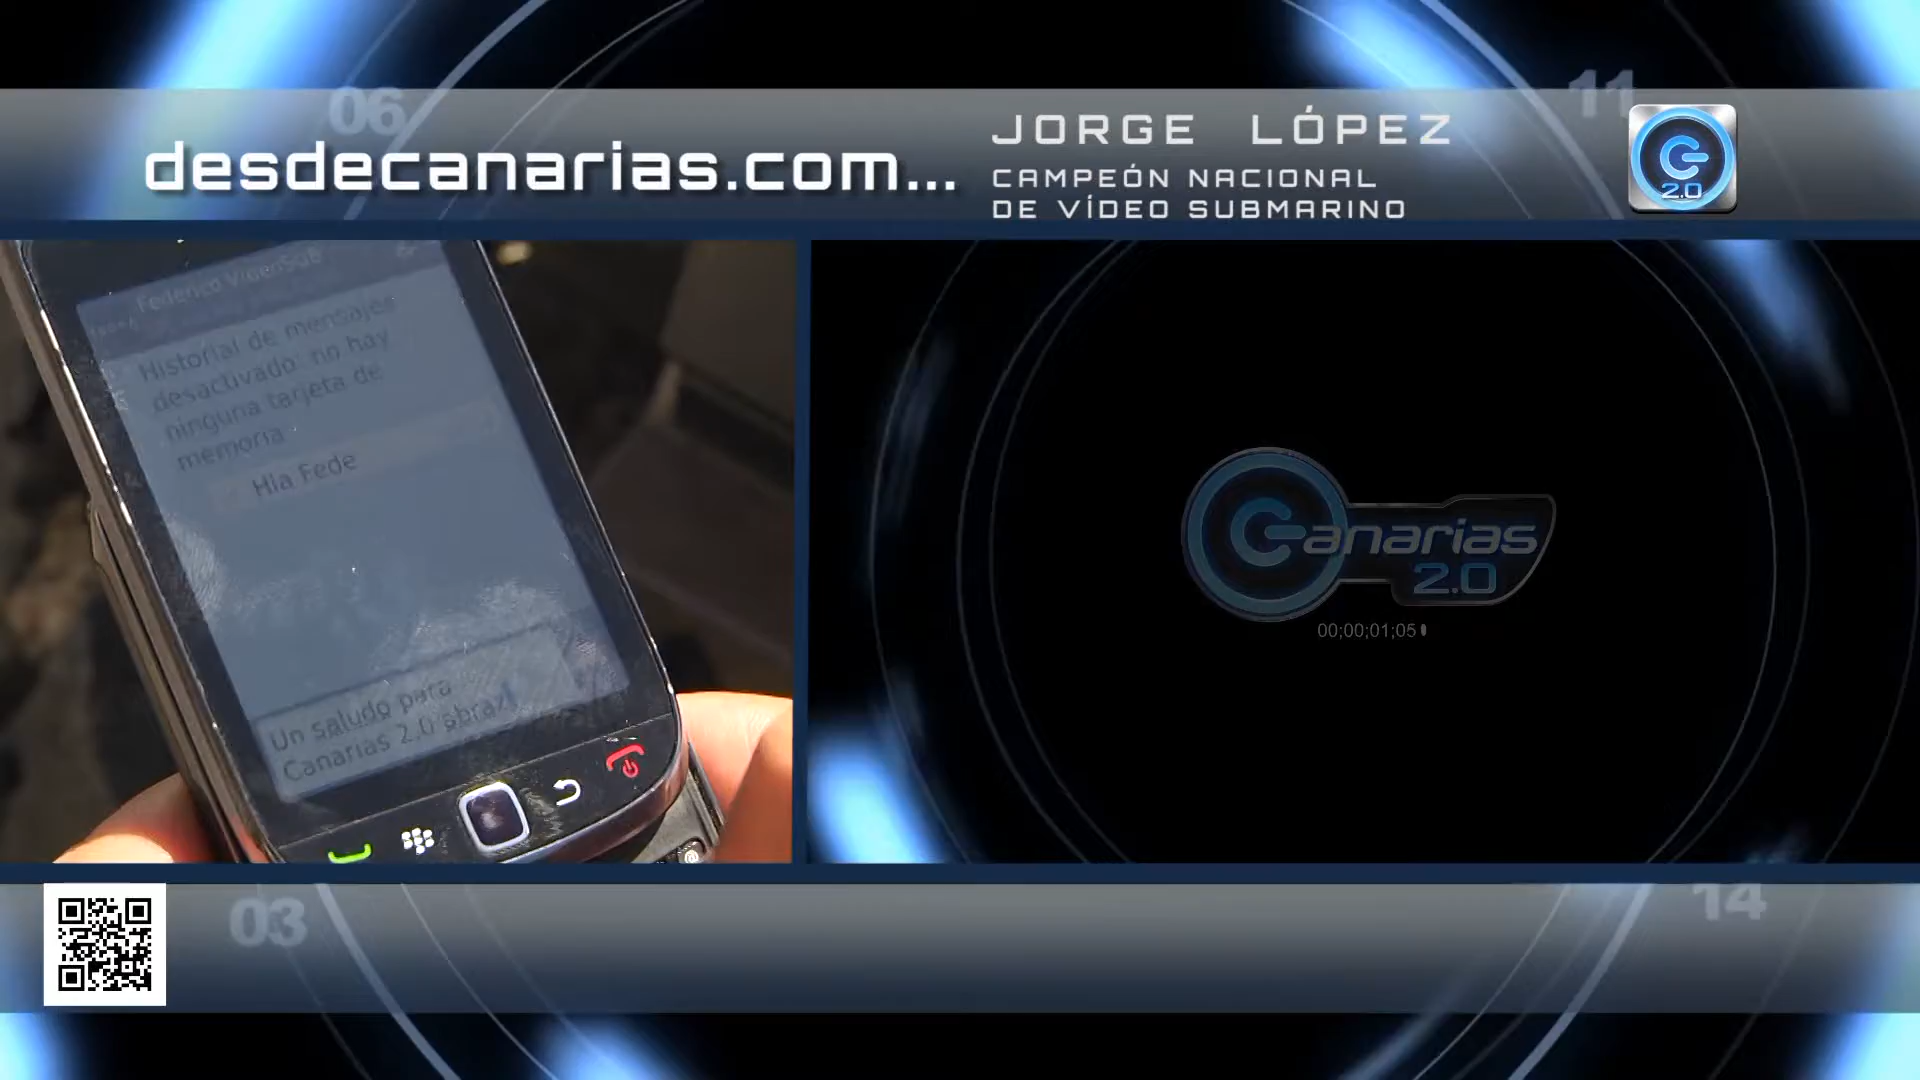 06
11
desdecanarias.com...
JORGE LÓPEZ
CAMPEÓN NACIONAL
DE VÍDEO SUBMARINO
2.0
Federico VideoSub
Historial de mensajes
desactivado: no hay
ninguna tarjeta de
memoria
Hla Fede
Un saludo para
Canarias 2.0 abraz
Canarias
2.0
00;00;01;05
03
14